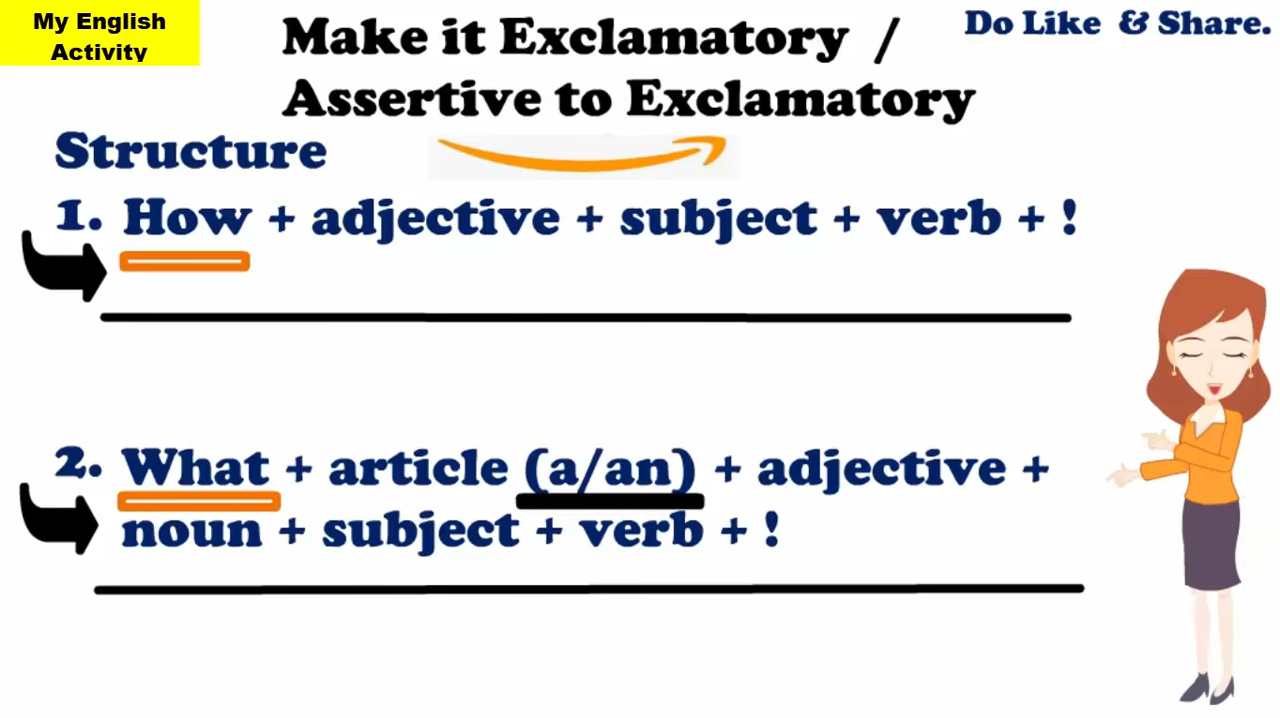 My English
Activity
Make it Exclamatory /
Assertive to Exclamatory
Do Like & Share.
Structure
1. How + adjective + subject + verb + !
2. What + article (a/an) + adjective +
noun + subject + verb + !